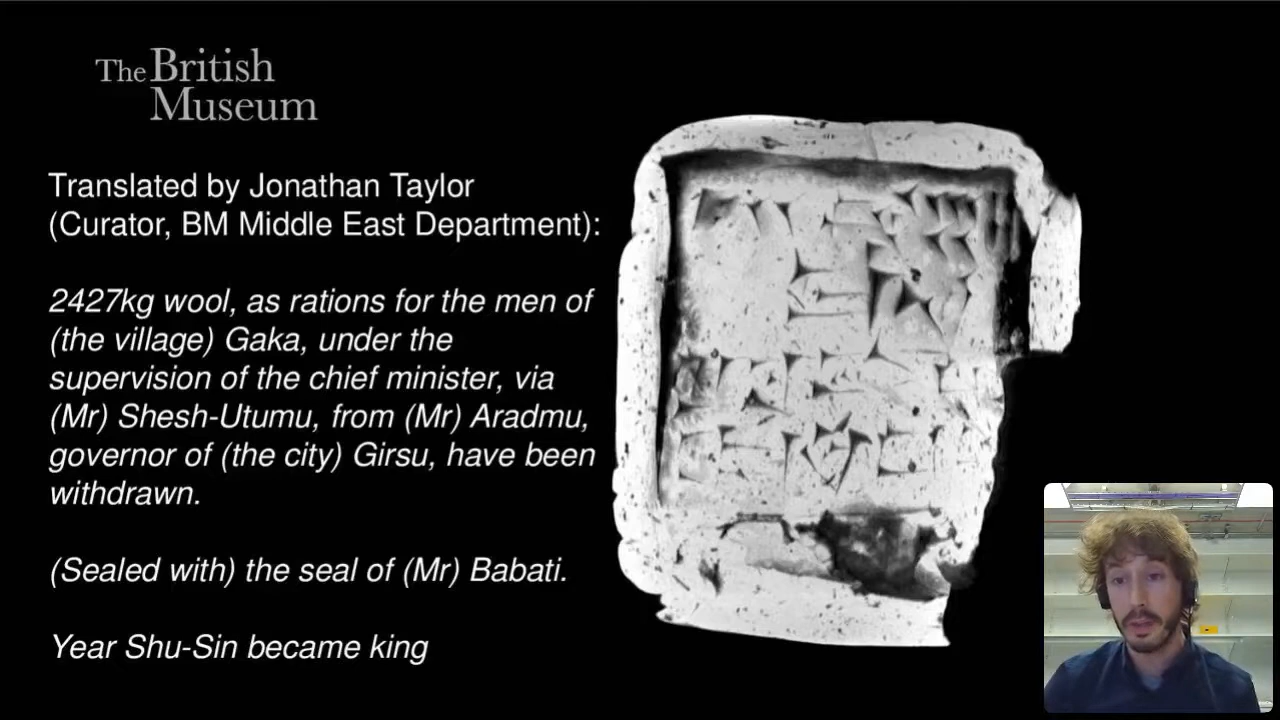 The British
Museum
Translated by Jonathan Taylor
(Curator, BM Middle East Department):
2427kg wool, as rations for the men of
(the village) Gaka, under the
supervision of the chief minister, via
(Mr) Shesh-Utumu, from (Mr) Aradmu,
governor of (the city) Girsu, have been
withdrawn.
(Sealed with) the seal of (Mr) Babati.
Year Shu-Sin became king